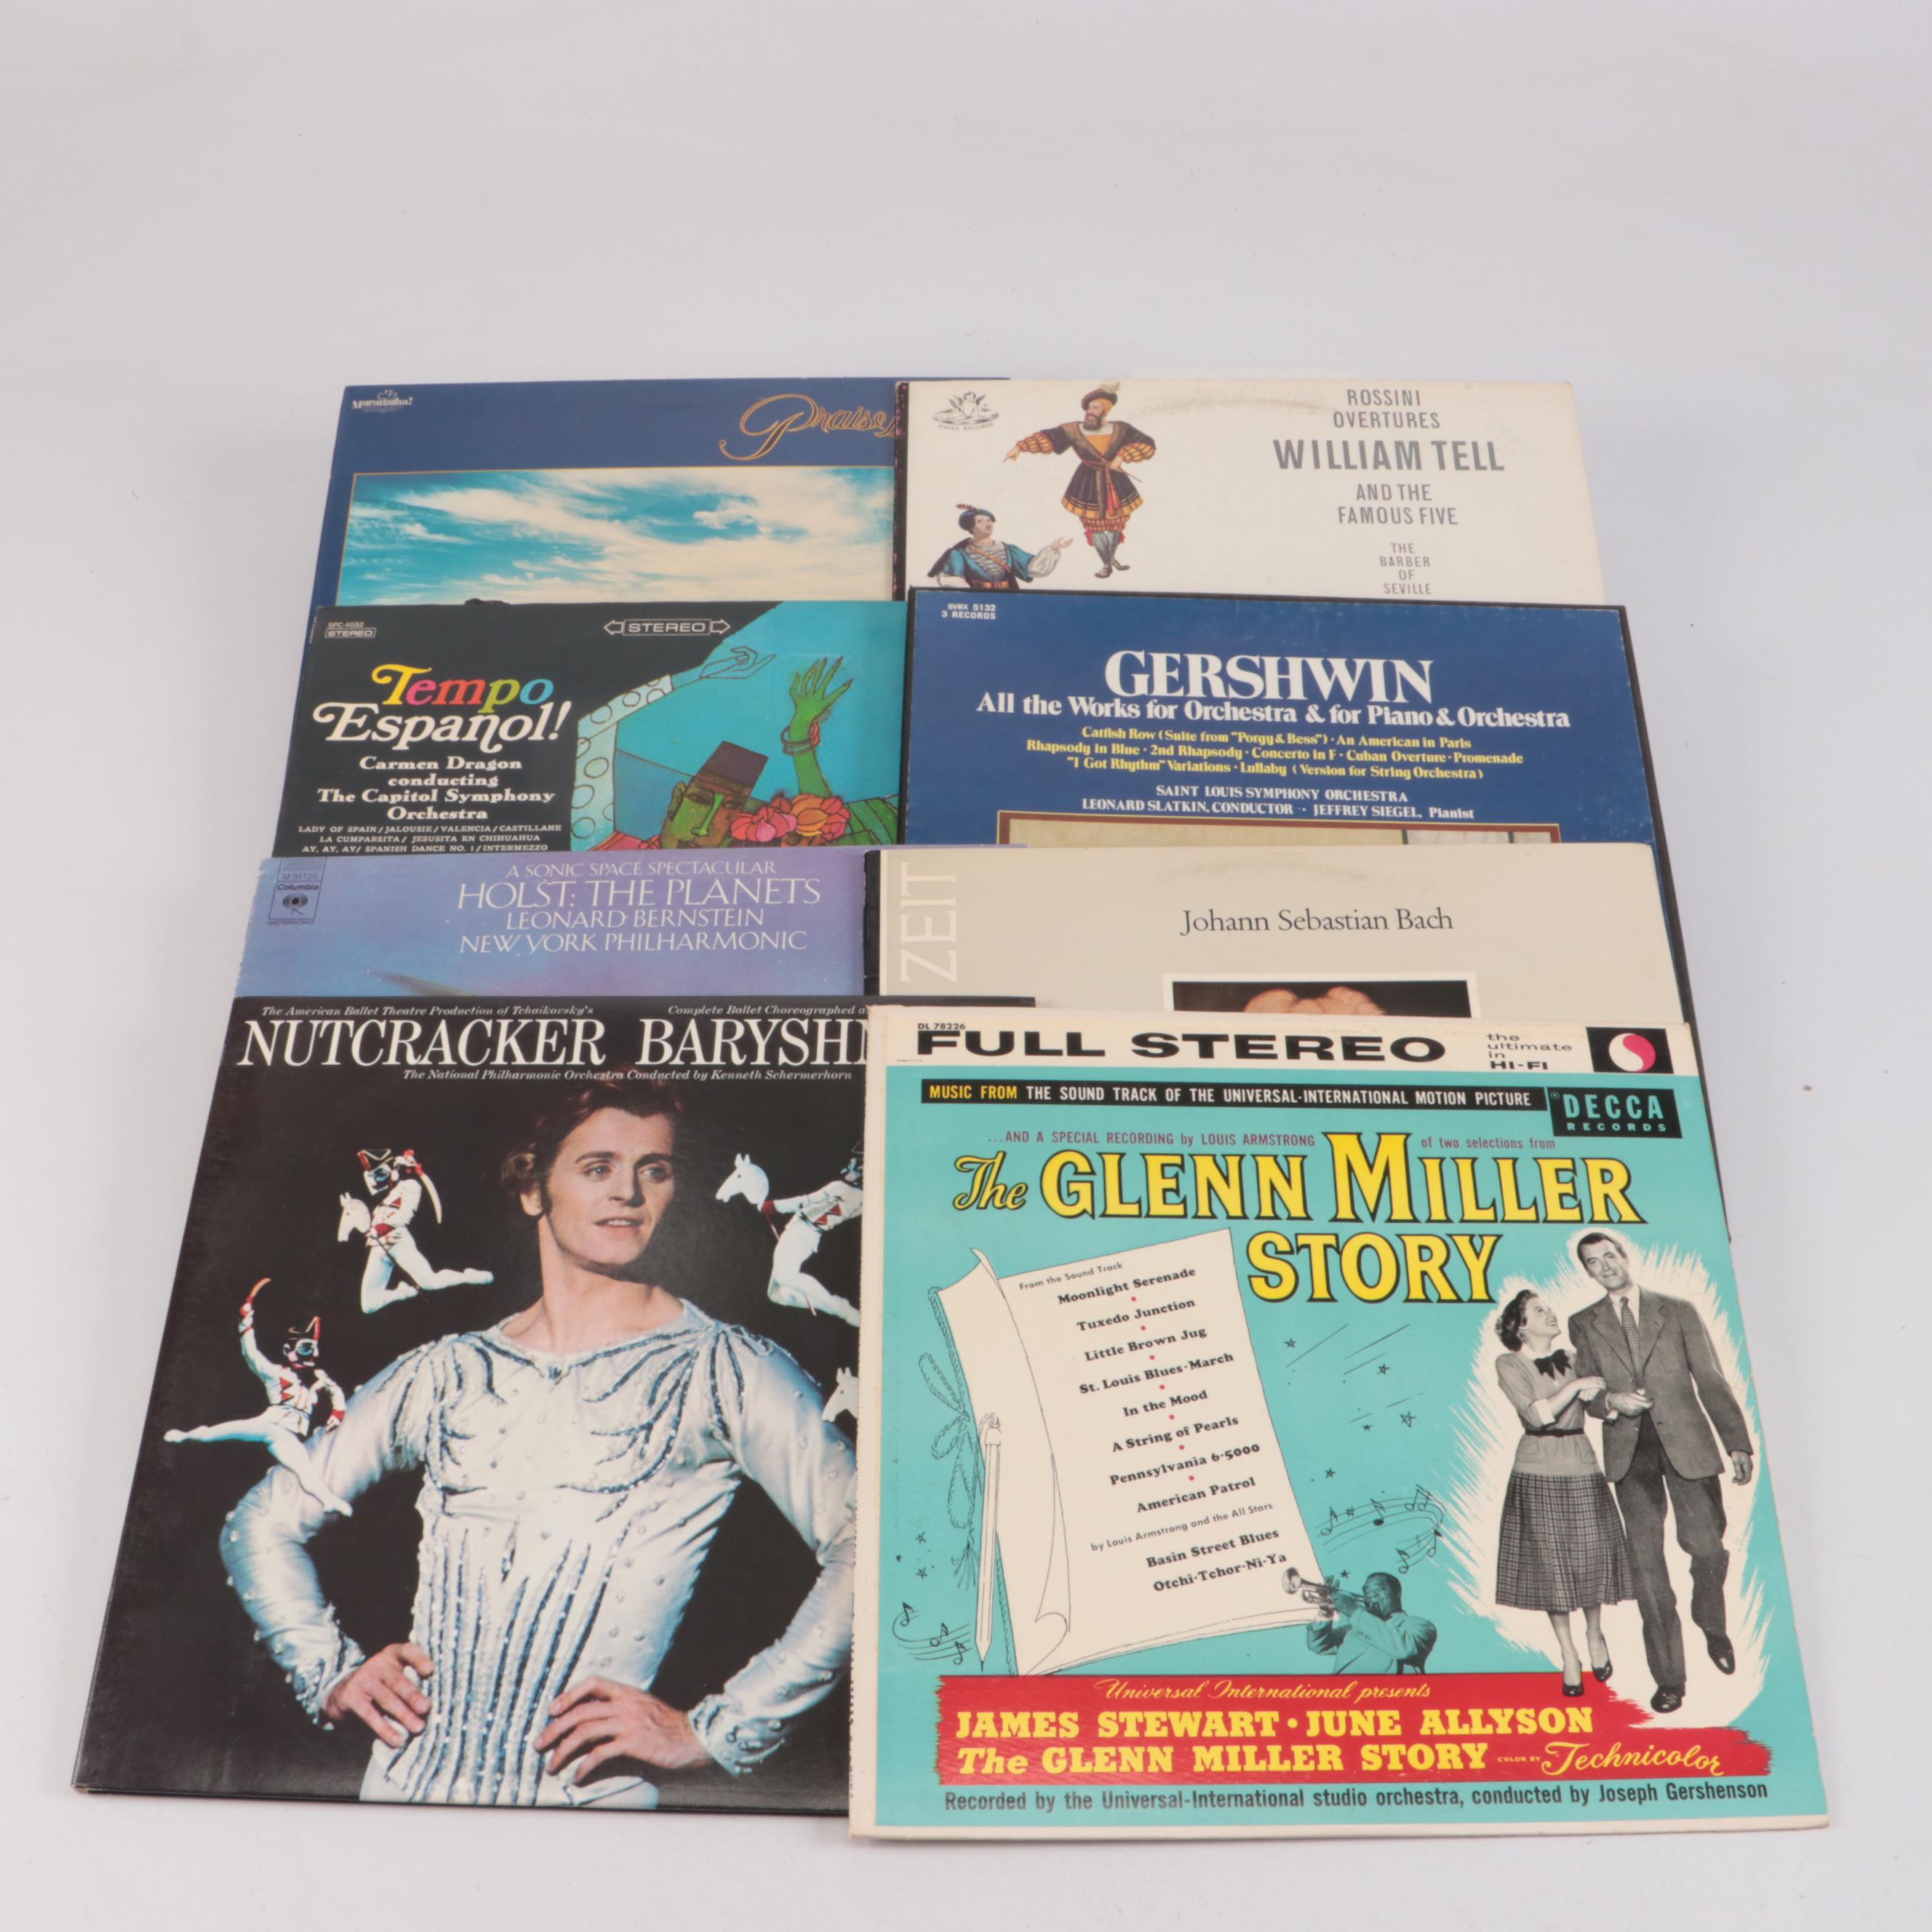 Maranatha!
Praise
ANGEL RECORDS
ROSSINI
OVERTURES
WILLIAM TELL
AND THE
FAMOUS FIVE
THE
BARBER
OF
SEVILLE
SPC-4032
STEREO
STEREO
Tempo
Español!
Carmen Dragon
conducting
The Capitol Symphony
Orchestra
LADY OF SPAIN / JALOUSIE / VALENCIA / CASTILLANE
LA CUMPARSITA / JESUSITA EN CHIHUAHUA
AY, AY, AY / SPANISH DANCE NO. 1 / INTERMEZZO
SVBX 5132
3 RECORDS
GERSHWIN
All the Works for Orchestra & for Piano & Orchestra
Catfish Row (Suite from "Porgy & Bess") · An American in Paris
Rhapsody in Blue · 2nd Rhapsody · Concerto in F · Cuban Overture · Promenade
"I Got Rhythm" Variations · Lullaby (Version for String Orchestra)
SAINT LOUIS SYMPHONY ORCHESTRA
LEONARD SLATKIN, CONDUCTOR · JEFFREY SIEGEL, Pianist
M 31125
Columbia
MASTERWORKS
A SONIC SPACE SPECTACULAR
HOLST: THE PLANETS
LEONARD BERNSTEIN
NEW YORK PHILHARMONIC
ZEIT
Johann Sebastian Bach
The American Ballet Theatre Production of Tchaikovsky's
Complete Ballet Choreographed
NUTCRACKER BARYSH
The National Philharmonic Orchestra Conducted by Kenneth Schermerhorn
DL 78226
FULL STEREO
the
ultimate
in
HI-FI
MUSIC FROM THE SOUND TRACK OF THE UNIVERSAL-INTERNATIONAL MOTION PICTURE
DECCA
RECORDS
...AND A SPECIAL RECORDING by LOUIS ARMSTRONG of two selections from
The GLENN MILLER
STORY
From the Sound Track
Moonlight Serenade
Tuxedo Junction
Little Brown Jug
St. Louis Blues-March
In the Mood
A String of Pearls
Pennsylvania 6-5000
American Patrol
by Louis Armstrong and the All Stars
Basin Street Blues
Otchi-Tchor-Ni-Ya
Universal International presents
JAMES STEWART • JUNE ALLYSON
The GLENN MILLER STORY COLOR BY Technicolor
Recorded by the Universal-International studio orchestra, conducted by Joseph Gershenson